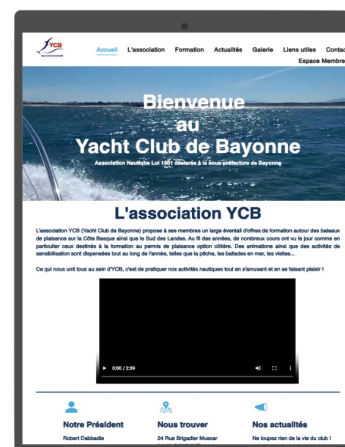 YCB
Accueil L'association Formation Actualités Galerie Liens utiles Contac
Espace Membre
Bienvenue
au
Yacht Club de Bayonne
Association Nautique Loi 1901 déclarée à la sous-préfecture de Bayonne
L'association YCB
L'association YCB (Yacht Club de Bayonne) propose à ses membres un large éventail d'offres de formation autour des bateaux
de plaisance sur la Côte Basque ainsi que le Sud des Landes. Au fil des années, de nombreux cours ont vu le jour comme en
particulier ceux destinés à la formation au permis de plaisance option côtière. Des animations ainsi que des activités de
sensibilisation sont dispensées tout au long de l'année, telles que la pêche, les ballades en mer, les visites...
Ce qui nous unit tous au sein d'YCB, c'est de pratiquer nos activités nautiques tout en s'amusant et en se faisant plaisir !
0:00 / 2:39
Notre Président Nous trouver Nos actualités
Robert Dabbadie 24 Rue Brigadier Muscar Ne loupez rien de la vie du club !